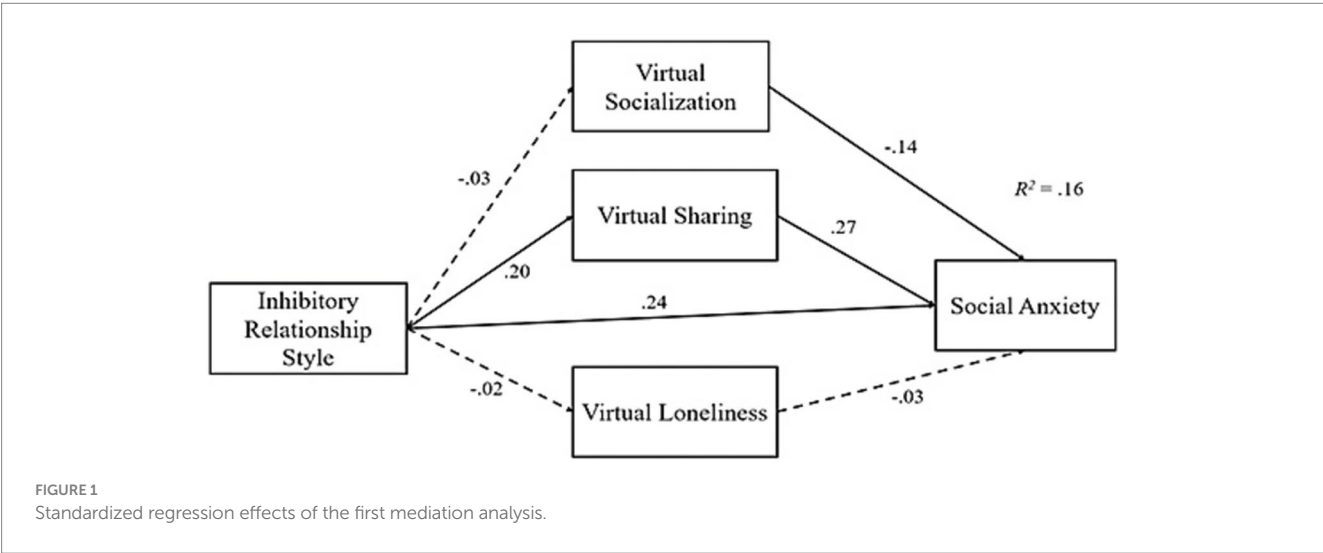 Virtual
Socialization
-.14
-.03
R² = .16
Virtual Sharing
.27
.20
Inhibitory
Relationship
Style
.24
Social Anxiety
-.02
Virtual Loneliness
-.03
FIGURE 1
Standardized regression effects of the first mediation analysis.